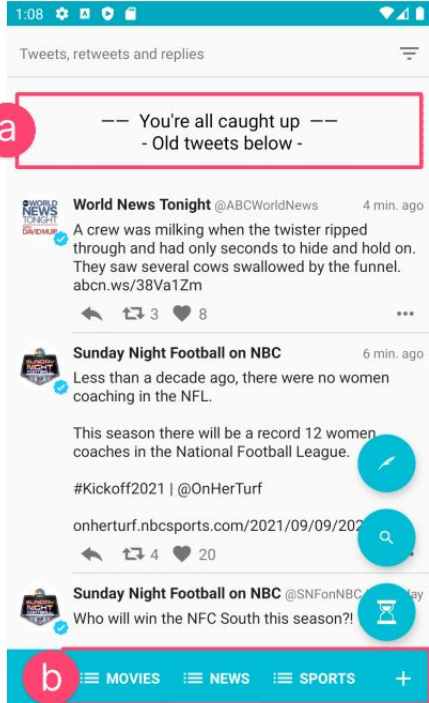 1:08
Tweets, retweets and replies
a
—— You're all caught up ——
- Old tweets below -
WORLD
NEWS
TONIGHT
DAVID MUIR
World News Tonight @ABCWorldNews 4 min. ago
A crew was milking when the twister ripped
through and had only seconds to hide and hold on.
They saw several cows swallowed by the funnel.
abcn.ws/38Va1Zm
3 8
Sunday Night Football on NBC 6 min. ago
Less than a decade ago, there were no women
coaching in the NFL.
This season there will be a record 12 women
coaches in the National Football League.
#Kickoff2021 | @OnHerTurf
onherturf.nbcsports.com/2021/09/09/202
4 20
Sunday Night Football on NBC @SNFonNBC
Who will win the NFC South this season?!
b
MOVIES NEWS SPORTS +